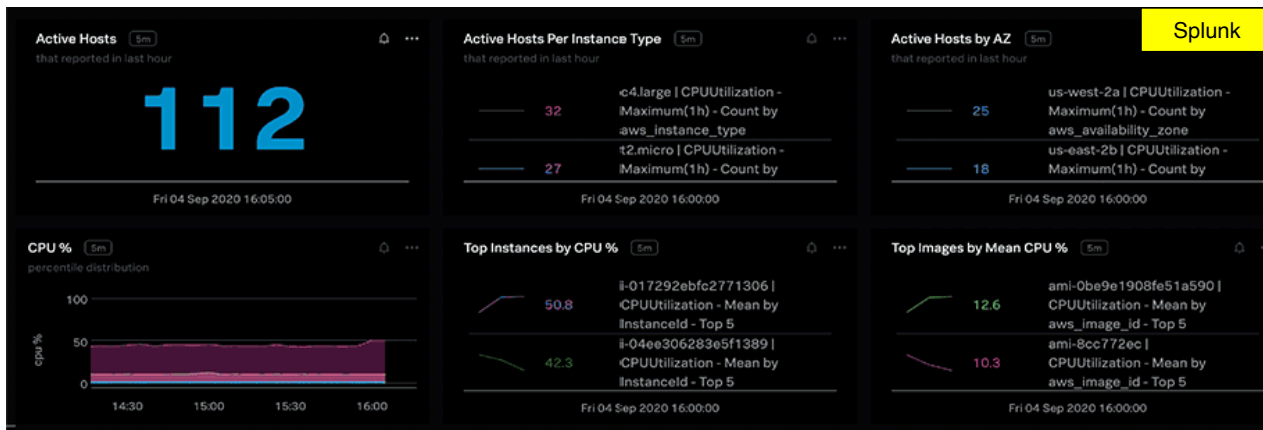 Splunk
Active Hosts 5m
that reported in last hour
112
Fri 04 Sep 2020 16:05:00
Active Hosts Per Instance Type 5m
that reported in last hour
32
c4.large | CPUUtilization -
Maximum(1h) - Count by
aws_instance_type
27
t2.micro | CPUUtilization -
Maximum(1h) - Count by
Fri 04 Sep 2020 16:00:00
Active Hosts by AZ 5m
that reported in last hour
25
us-west-2a | CPUUtilization -
Maximum(1h) - Count by
aws_availability_zone
18
us-east-2b | CPUUtilization -
Maximum(1h) - Count by
Fri 04 Sep 2020 16:00:00
CPU % 5m
percentile distribution
cpu %
100
50
0
14:30 15:00 15:30 16:00
Top Instances by CPU % 5m
50.8
i-017292ebfc2771306 |
CPUUtilization - Mean by
InstanceId - Top 5
42.3
i-04ee306283e5f1389 |
CPUUtilization - Mean by
InstanceId - Top 5
Fri 04 Sep 2020 16:00:00
Top Images by Mean CPU % 5m
12.6
ami-0be9e1908fe51a590 |
CPUUtilization - Mean by
aws_image_id - Top 5
10.3
ami-8cc772ec |
CPUUtilization - Mean by
aws_image_id - Top 5
Fri 04 Sep 2020 16:00:00